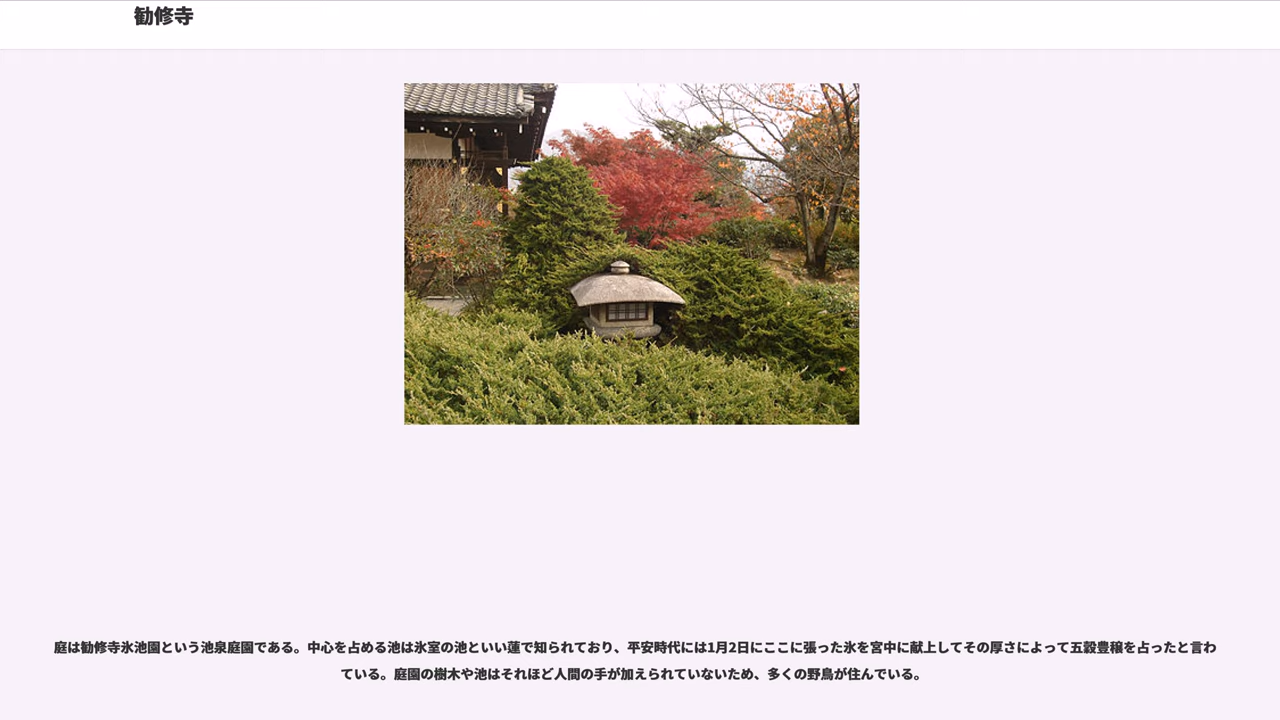 勧修寺
庭は勧修寺氷池園という池泉庭園である。中心を占める池は氷室の池といい蓮で知られており、平安時代には1月2日にここに張った氷を宮中に献上してその厚さによって五穀豊穣を占ったと言わ
ている。庭園の樹木や池はそれほど人間の手が加えられていないため、多くの野鳥が住んでいる。